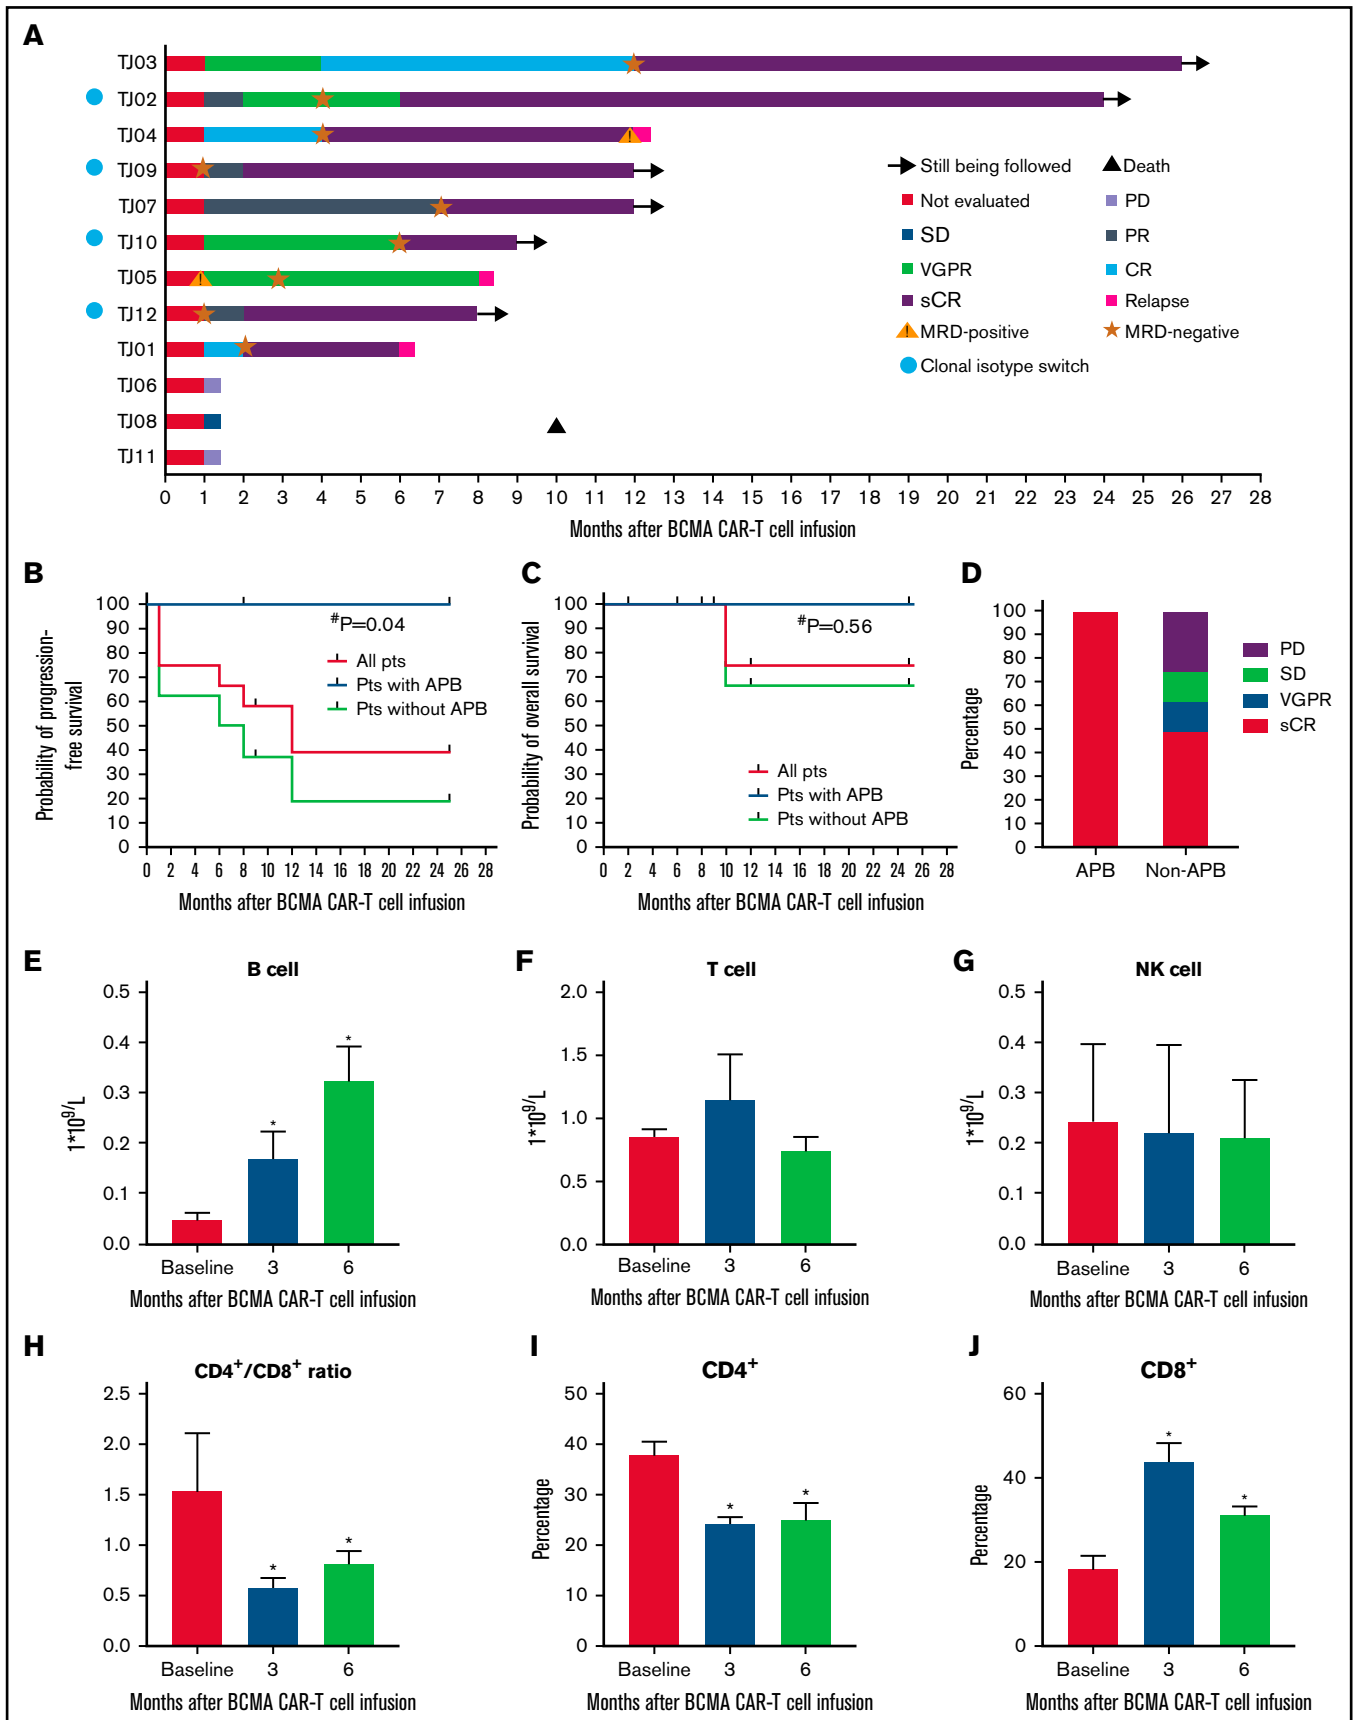 A
TJ03
TJ02
TJ04
TJ09
TJ07
TJ10
TJ05
TJ12
TJ01
TJ06
TJ08
TJ11
Still being followed
Death
Not evaluated
PD
SD
PR
VGPR
CR
sCR
Relapse
! MRD-positive
MRD-negative
Clonal isotype switch
0 1 2 3 4 5 6 7 8 9 10 11 12 13 14 15 16 17 18 19 20 21 22 23 24 25 26 27 28
Months after BCMA CAR-T cell infusion
B
Probability of progression-
free survival
100
90
80
70
60
50
40
30
20
10
0
#P=0.04
All pts
Pts with APB
Pts without APB
0 2 4 6 8 10 12 14 16 18 20 22 24 26 28
Months after BCMA CAR-T cell infusion
C
Probability of overall survival
100
90
80
70
60
50
40
30
20
10
0
#P=0.56
All pts
Pts with APB
Pts without APB
0 2 4 6 8 10 12 14 16 18 20 22 24 26 28
Months after BCMA CAR-T cell infusion
D
Percentage
100
90
80
70
60
50
40
30
20
10
0
APB Non-APB
PD
SD
VGPR
sCR
E
B cell
1*10⁹/L
0.5
0.4
0.3
0.2
0.1
0.0
*
*
Baseline 3 6
Months after BCMA CAR-T cell infusion
F
T cell
1*10⁹/L
2.0
1.5
1.0
0.5
0.0
Baseline 3 6
Months after BCMA CAR-T cell infusion
G
NK cell
1*10⁹/L
0.5
0.4
0.3
0.2
0.1
0.0
Baseline 3 6
Months after BCMA CAR-T cell infusion
H
CD4⁺/CD8⁺ ratio
2.5
2.0
1.5
1.0
0.5
0.0
*
*
Baseline 3 6
Months after BCMA CAR-T cell infusion
I
CD4⁺
Percentage
50
40
30
20
10
0
*
*
Baseline 3 6
Months after BCMA CAR-T cell infusion
J
CD8⁺
Percentage
60
40
20
0
*
*
Baseline 3 6
Months after BCMA CAR-T cell infusion